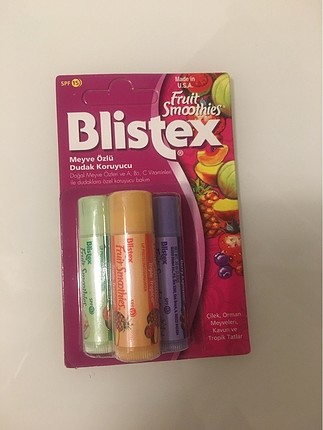 SPF 15
Made in
U.S.A.
Fruit
Smoothies
Blistex®
Meyve Özlü
Dudak Koruyucu
Doğal Meyve Özleri ve A, B, C Vitaminleri
ile dudaklara özel koruyucu bakım
Blistex
Fruit Smoothies
Blistex
Fruit Smoothies
Blistex
Çilek, Orman
Meyveleri,
Kavun ve
Tropik Tatlar